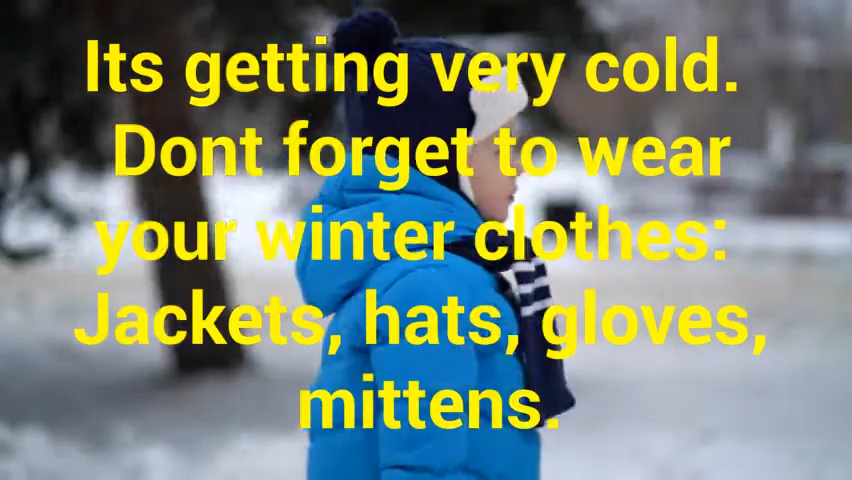 Its getting very cold.
Dont forget to wear
your winter clothes:
Jackets, hats, gloves,
mittens.